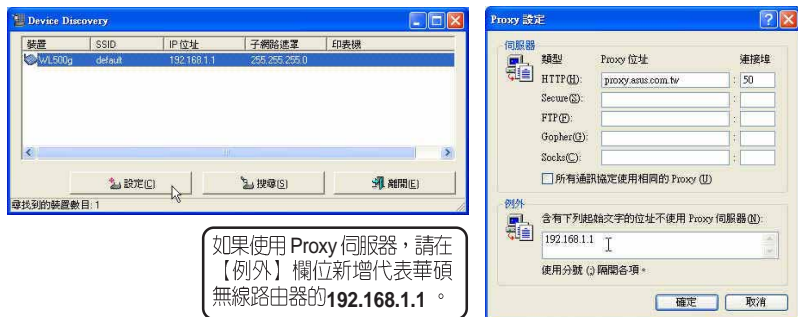 Device Discovery
裝置 SSID IP 位址 子網路遮罩 印表機
WL500g default 192.168.1.1 255.255.255.0
設定(C) 搜尋(S) 離開(E)
尋找到的裝置數目: 1
如果使用 Proxy 伺服器，請在
【例外】欄位新增代表華碩
無線路由器的192.168.1.1 。
Proxy 設定
伺服器
類型 Proxy 位址 連接埠
HTTP(H): proxy.asus.com.tw : 50
Secure(S): :
FTP(F): :
Gopher(G): :
Socks(C): :
所有通訊協定使用相同的 Proxy (U)
例外
含有下列起始文字的位址不使用 Proxy 伺服器(N):
192.168.1.1
使用分號 (;) 隔開各項。
確定 取消